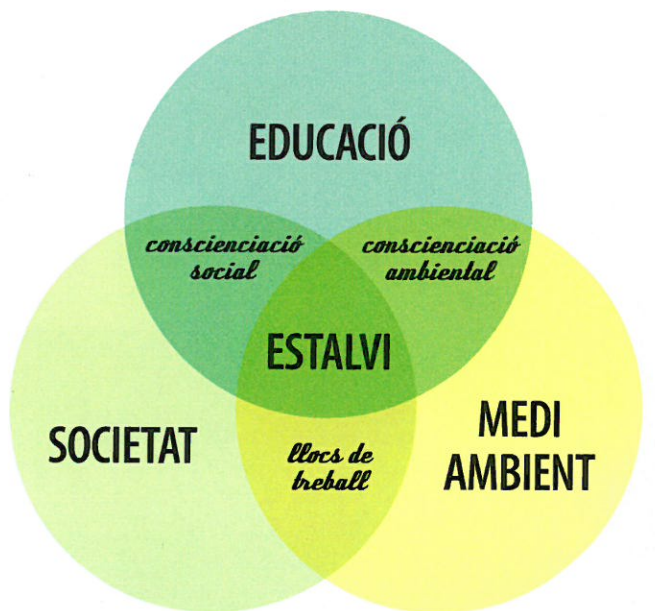 EDUCACIÓ
conscienciació
social
conscienciació
ambiental
ESTALVI
SOCIETAT
MEDI
AMBIENT
llocs de
treball